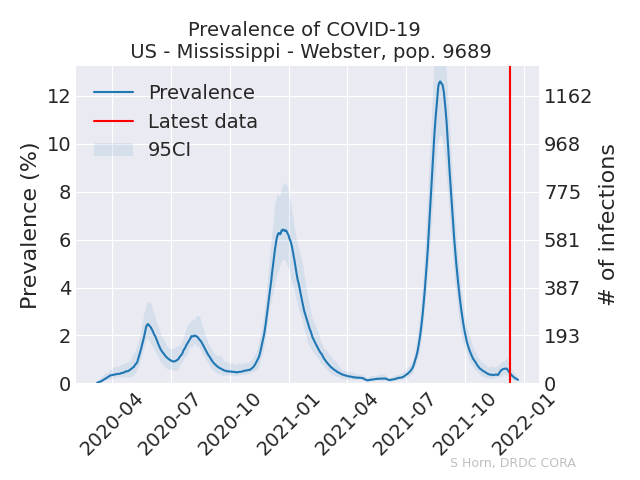 Prevalence of COVID-19
US - Mississippi - Webster, pop. 9689
Prevalence
Latest data
95CI
Prevalence (%)
12
10
8
6
4
2
0
1162
968
775
581
387
193
0
# of infections
2020-04
2020-07
2020-10
2021-01
2021-04
2021-07
2021-10
2022-01
S Horn, DRDC CORA